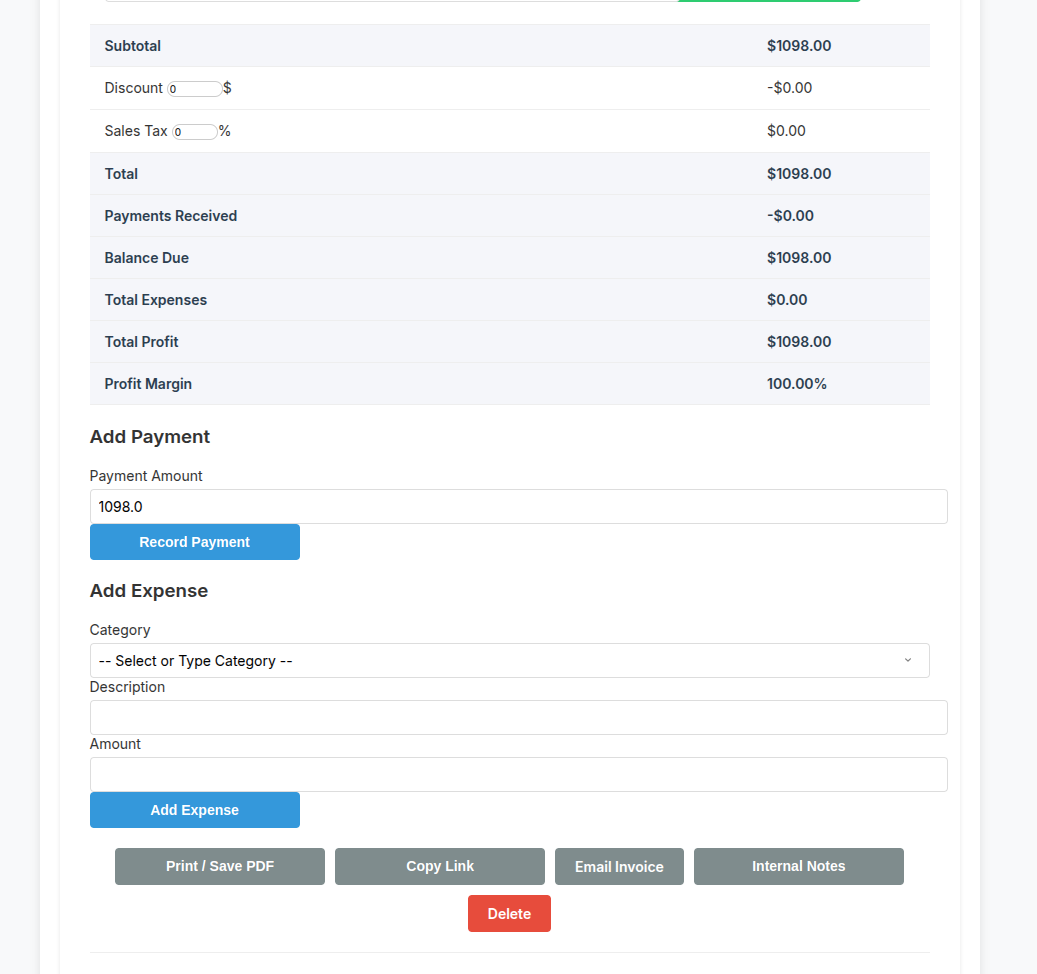 Subtotal $1098.00
Discount 0 $ -$0.00
Sales Tax 0 % $0.00
Total $1098.00
Payments Received -$0.00
Balance Due $1098.00
Total Expenses $0.00
Total Profit $1098.00
Profit Margin 100.00%
Add Payment
Payment Amount
1098.0
Record Payment
Add Expense
Category
-- Select or Type Category --
Description
Amount
Add Expense
Print / Save PDF Copy Link Email Invoice Internal Notes
Delete